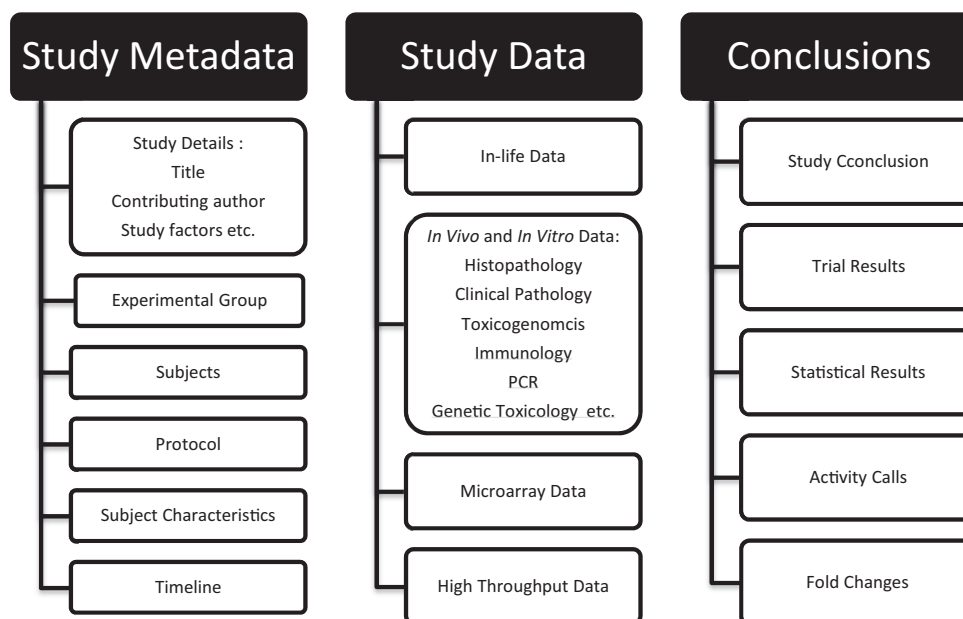 Study Metadata
Study Details :
Title
Contributing author
Study factors etc.
Experimental Group
Subjects
Protocol
Subject Characteristics
Timeline
Study Data
In-life Data
In Vivo and In Vitro Data:
Histopathology
Clinical Pathology
Toxicogenomcis
Immunology
PCR
Genetic Toxicology etc.
Microarray Data
High Throughput Data
Conclusions
Study Cconclusion
Trial Results
Statistical Results
Activity Calls
Fold Changes